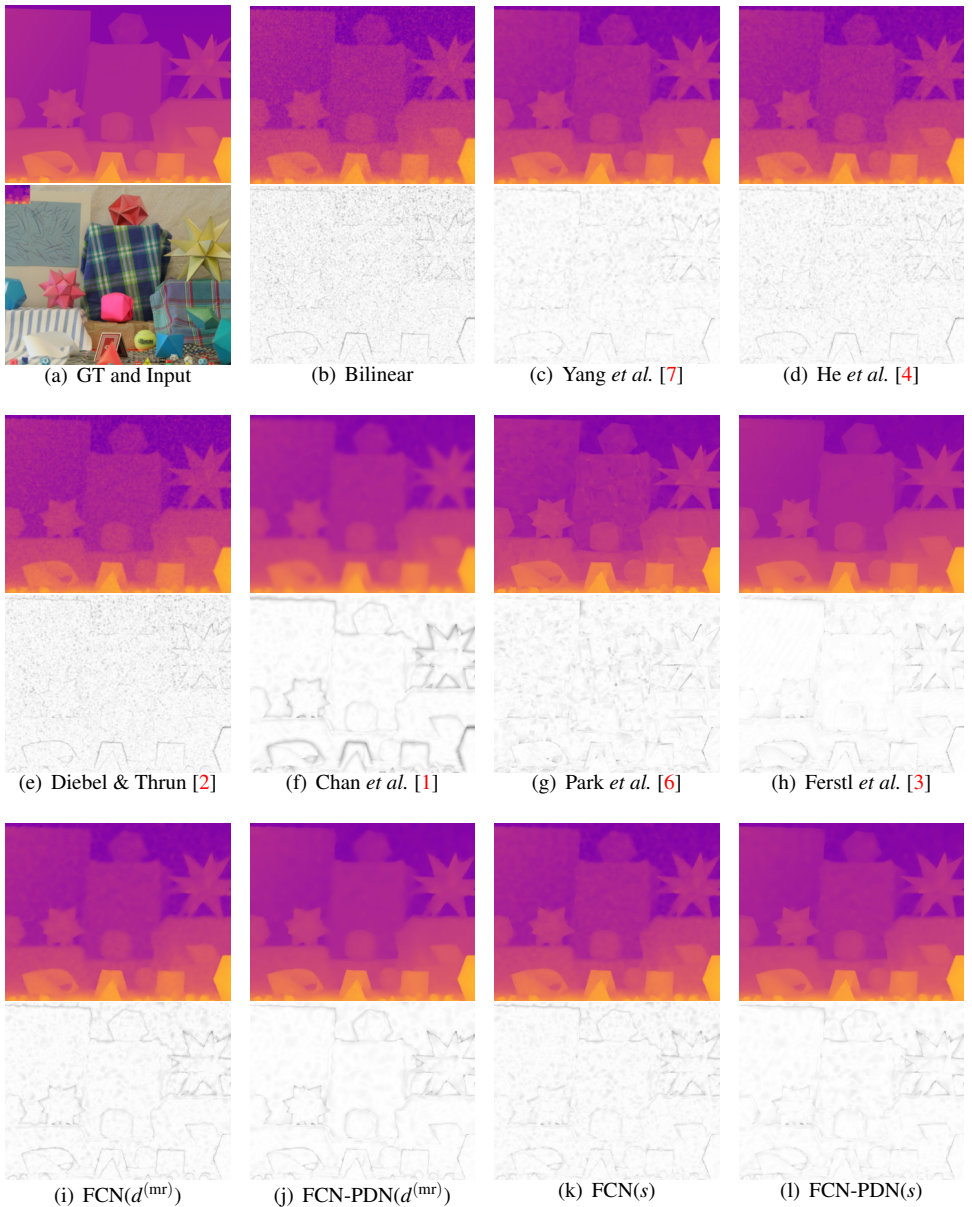 (a) GT and Input
(b) Bilinear
(c) Yang et al. [7]
(d) He et al. [4]
(e) Diebel & Thrun [2]
(f) Chan et al. [1]
(g) Park et al. [6]
(h) Ferstl et al. [3]
(i) FCN(d^(mr))
(j) FCN-PDN(d^(mr))
(k) FCN(s)
(l) FCN-PDN(s)